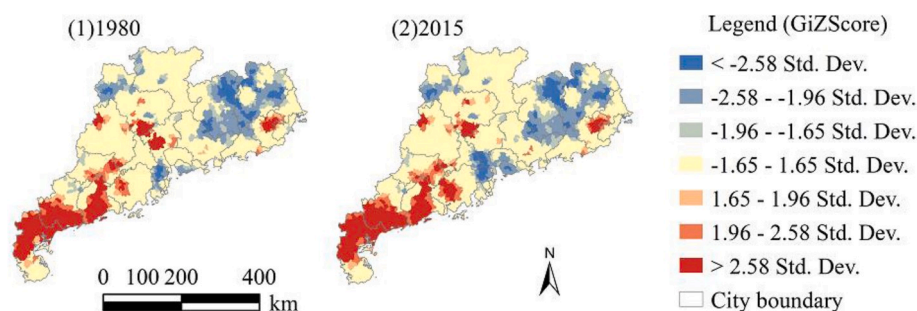 (1)1980
(2)2015
Legend (GiZScore)
< -2.58 Std. Dev.
-2.58 - -1.96 Std. Dev.
-1.96 - -1.65 Std. Dev.
-1.65 - 1.65 Std. Dev.
1.65 - 1.96 Std. Dev.
1.96 - 2.58 Std. Dev.
> 2.58 Std. Dev.
City boundary
0 100 200 400
km
N